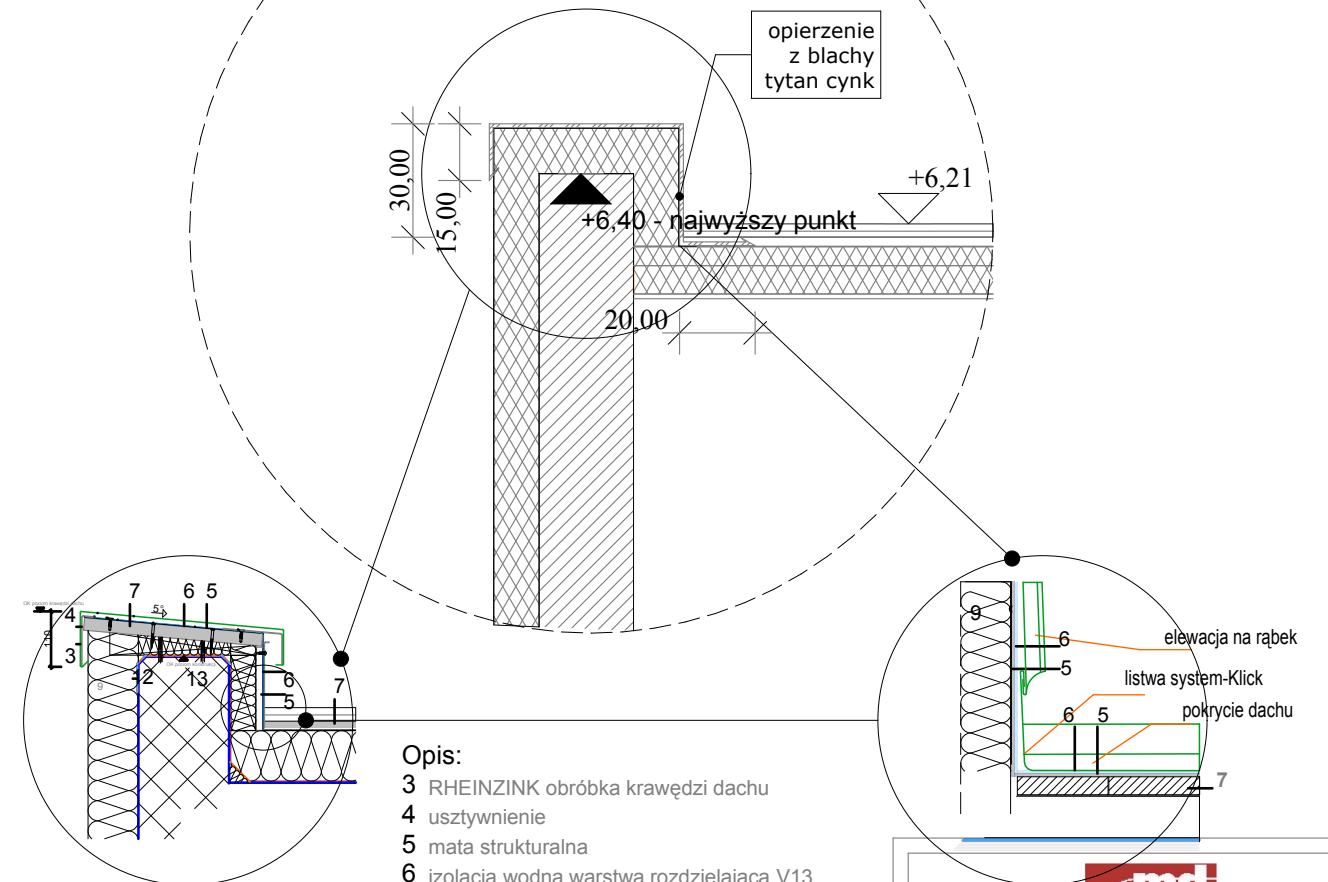 opierzenie
z blachy
tytan cynk
30,00
15,00
+6,21
+6,40 - najwyższy punkt
20,00
7
6
5
5°
4
3
12
13
9
6
5
7
9
6
5
elewacja na rąbek
listwa system-Klick
pokrycie dachu
6
5
7
Opis:
3 RHEINZINK obróbka krawędzi dachu
4 usztywnienie
5 mata strukturalna
6 izolacja wodna warstwa rozdzielająca V13